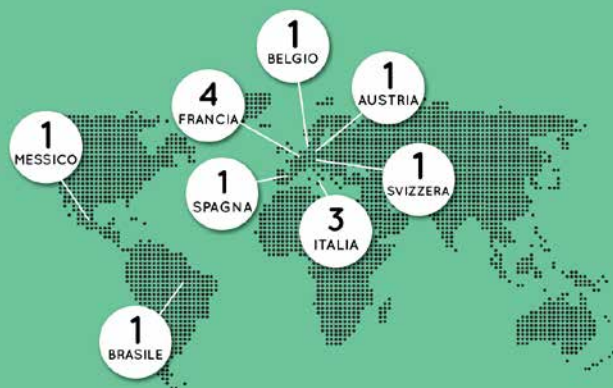 1
BELGIO
1
AUSTRIA
4
FRANCIA
1
MESSICO
1
SPAGNA
1
SVIZZERA
3
ITALIA
1
BRASILE